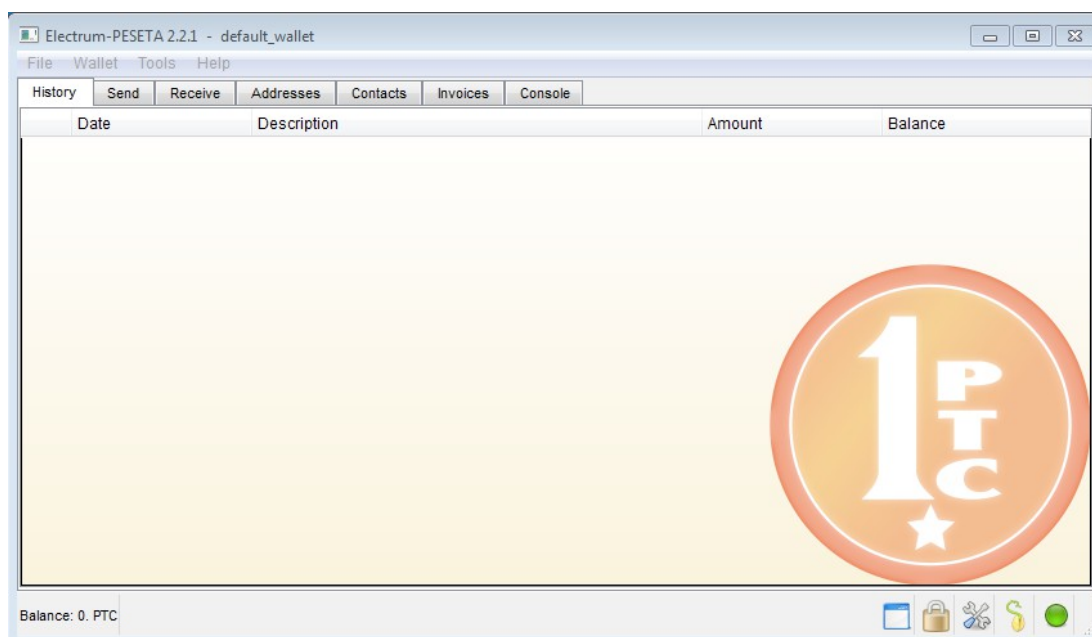 Electrum-PESETA 2.2.1 - default_wallet
File Wallet Tools Help
History Send Receive Addresses Contacts Invoices Console
Date Description Amount Balance
1 PTC
Balance: 0. PTC